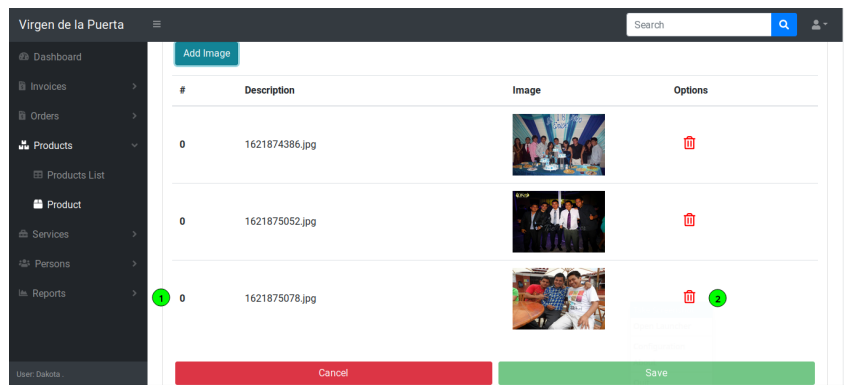 Virgen de la Puerta
Search
Dashboard
Invoices
Orders
Products
Products List
Product
Services
Persons
Reports
User: Dakota .
Add Image
# Description Image Options
0 1621874386.jpg
0 1621875052.jpg
1 0 1621875078.jpg 2
Cancel Save